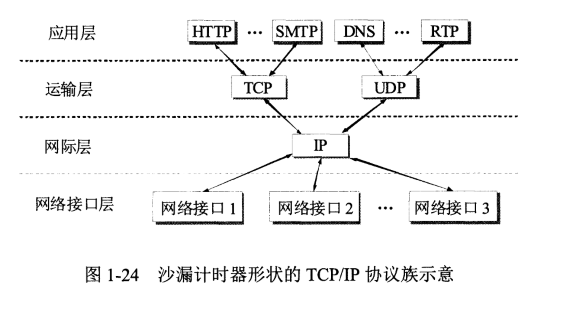 应用层 HTTP … SMTP DNS … RTP
运输层 TCP UDP
网际层 IP
网络接口层 网络接口 1 网络接口 2 … 网络接口 3
图 1-24 沙漏计时器形状的 TCP/IP 协议族示意